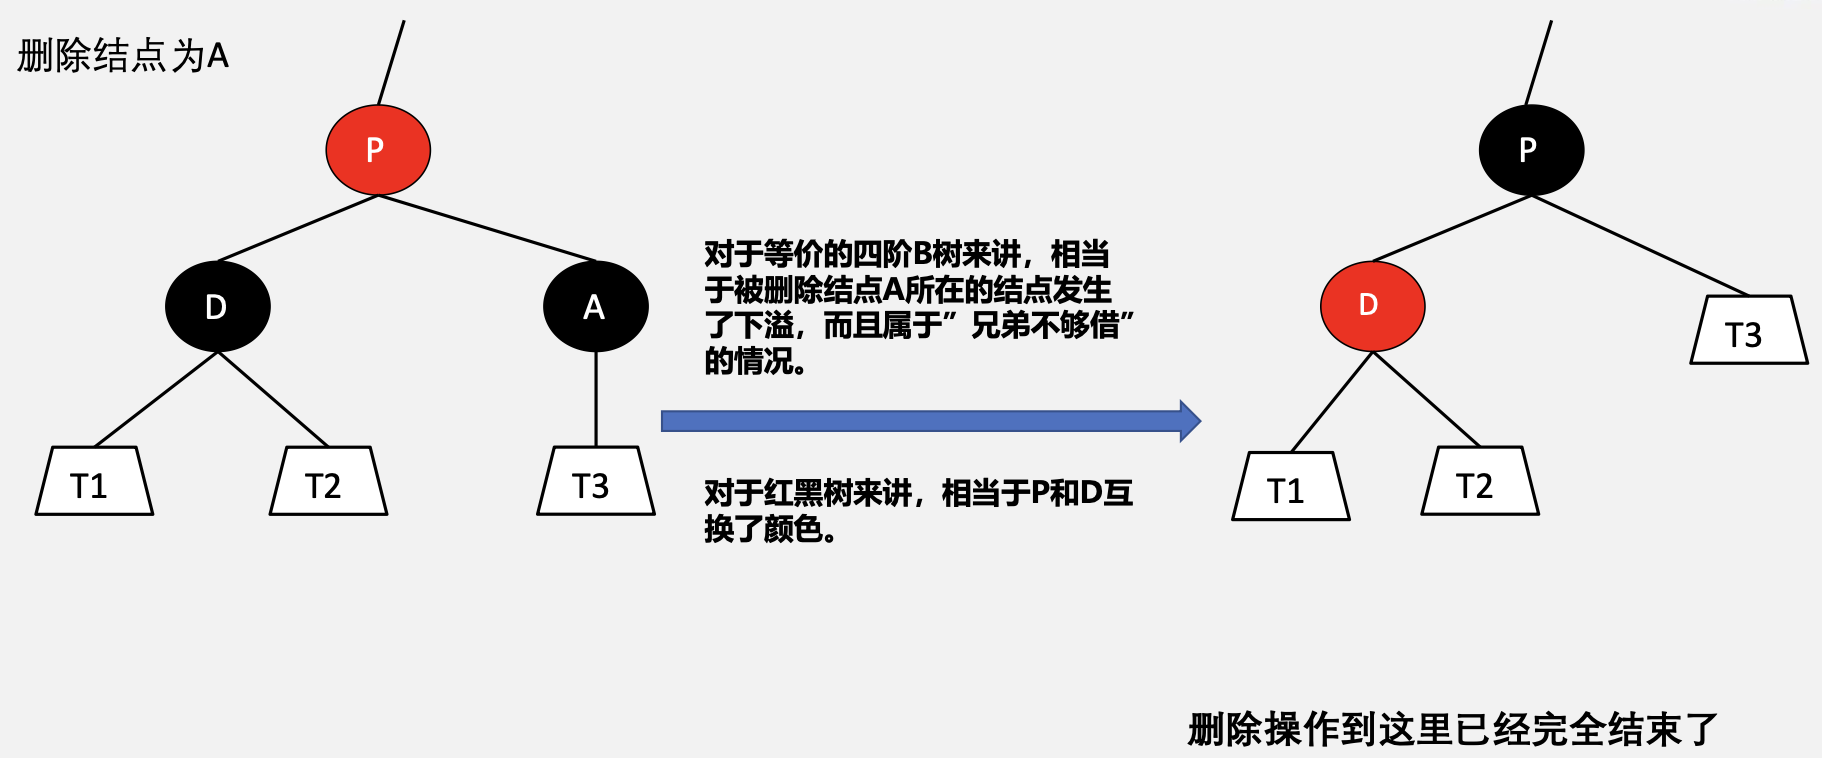 删除结点为A
P
D
A
T1
T2
T3
对于等价的四阶B树来讲，相当
于被删除结点A所在的结点发生
了下溢，而且属于”兄弟不够借”
的情况。
对于红黑树来讲，相当于P和D互
换了颜色。
P
D
T3
T1
T2
删除操作到这里已经完全结束了